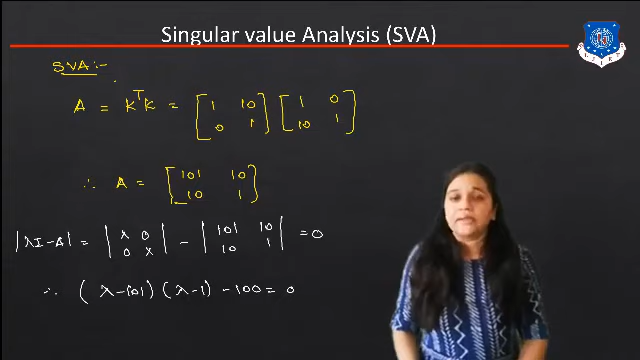 Singular value Analysis (SVA)
SVA :-
A = K^T K = [1 10; 0 1] [1 0; 10 1]
∴ A = [101 10; 10 1]
|λI-A| = |λ 0; 0 λ| - |101 10; 10 1| = 0
∴ (λ-101) (λ-1) -100 = 0